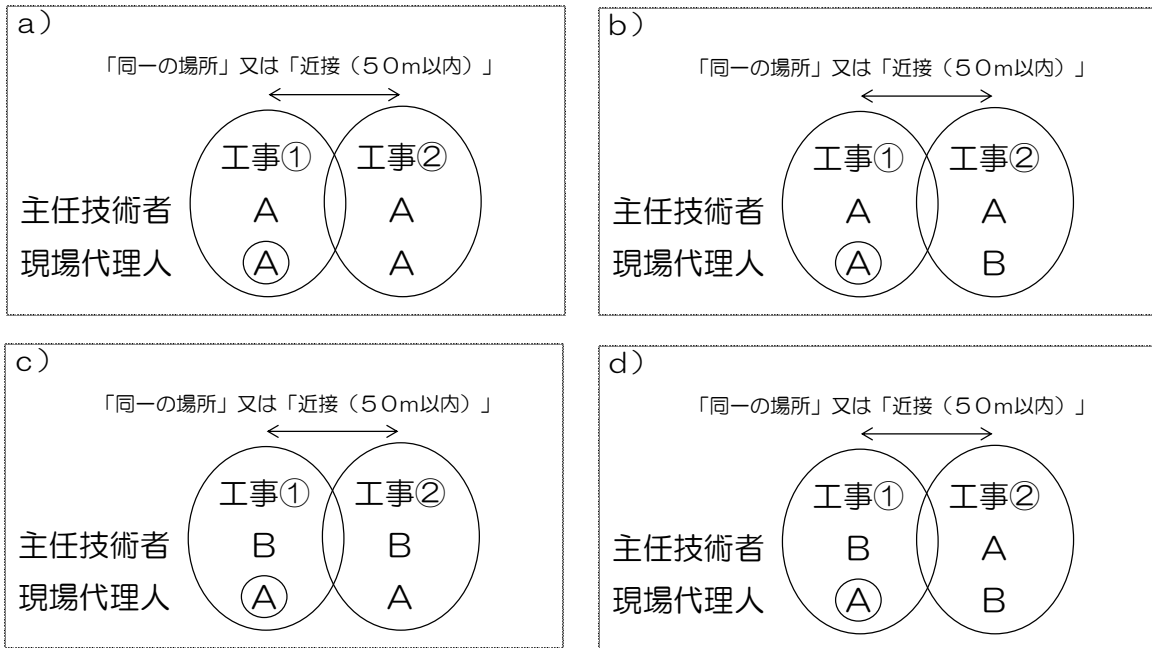 a)
「同一の場所」又は「近接(50m以内)」
工事① 工事②
主任技術者 A A
現場代理人 Ⓐ A
b)
「同一の場所」又は「近接(50m以内)」
工事① 工事②
主任技術者 A A
現場代理人 Ⓐ B
c)
「同一の場所」又は「近接(50m以内)」
工事① 工事②
主任技術者 B B
現場代理人 Ⓐ A
d)
「同一の場所」又は「近接(50m以内)」
工事① 工事②
主任技術者 B A
現場代理人 Ⓐ B